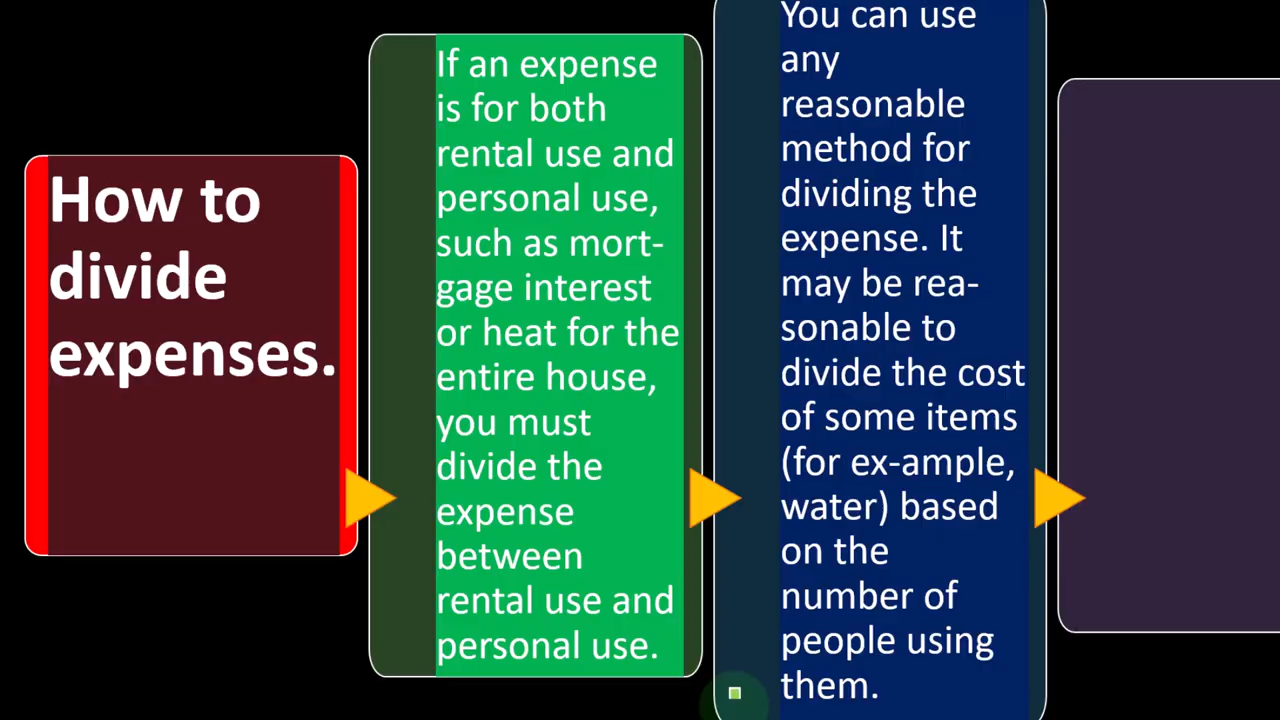 How to
divide
expenses.
If an expense
is for both
rental use and
personal use,
such as mort-
gage interest
or heat for the
entire house,
you must
divide the
expense
between
rental use and
personal use.
You can use
any
reasonable
method for
dividing the
expense. It
may be rea-
sonable to
divide the cost
of some items
(for ex-ample,
water) based
on the
number of
people using
them.